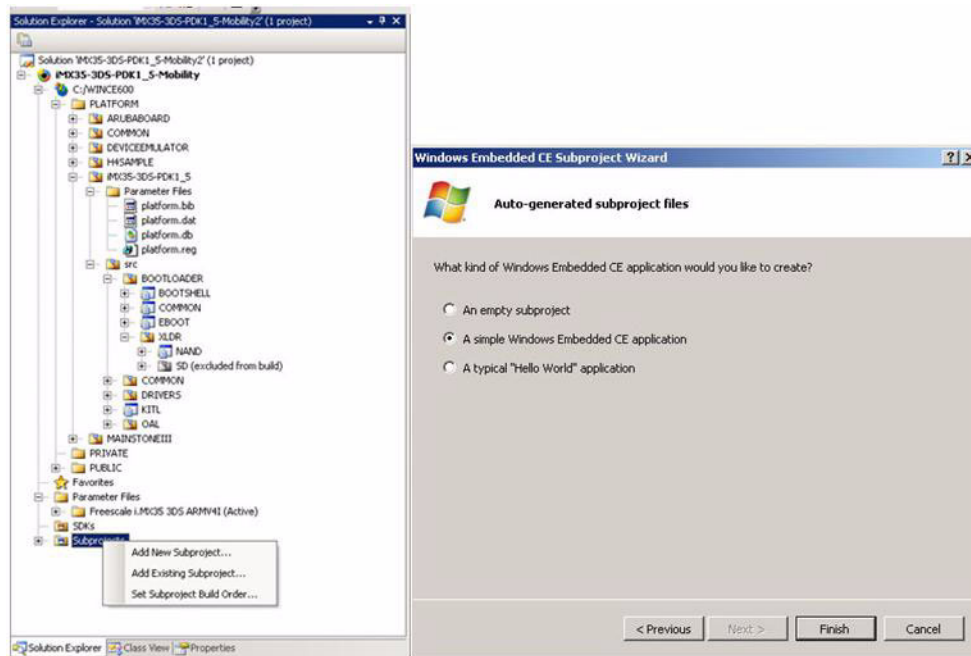 Solution Explorer - Solution 'iMX35-3DS-PDK1_5-Mobility2' (1 project)
Solution 'iMX35-3DS-PDK1_5-Mobility2' (1 project)
iMX35-3DS-PDK1_5-Mobility
C:/WINCE600
PLATFORM
ARUBABOARD
COMMON
DEVICEEMULATOR
H4SAMPLE
iMX35-3DS-PDK1_5
Parameter Files
platform.bib
platform.dat
platform.db
platform.reg
src
BOOTLOADER
BOOTSHELL
COMMON
EBOOT
XLDR
NAND
SD (excluded from build)
COMMON
DRIVERS
KITL
OAL
MAINSTONEIII
PRIVATE
PUBLIC
Favorites
Parameter Files
Freescale i.MX35 3DS ARMV4I (Active)
SDKs
Subprojects
Add New Subproject...
Add Existing Subproject...
Set Subproject Build Order...
Solution Explorer Class View Properties
Windows Embedded CE Subproject Wizard
Auto-generated subproject files
What kind of Windows Embedded CE application would you like to create?
An empty subproject
A simple Windows Embedded CE application
A typical "Hello World" application
< Previous Next > Finish Cancel